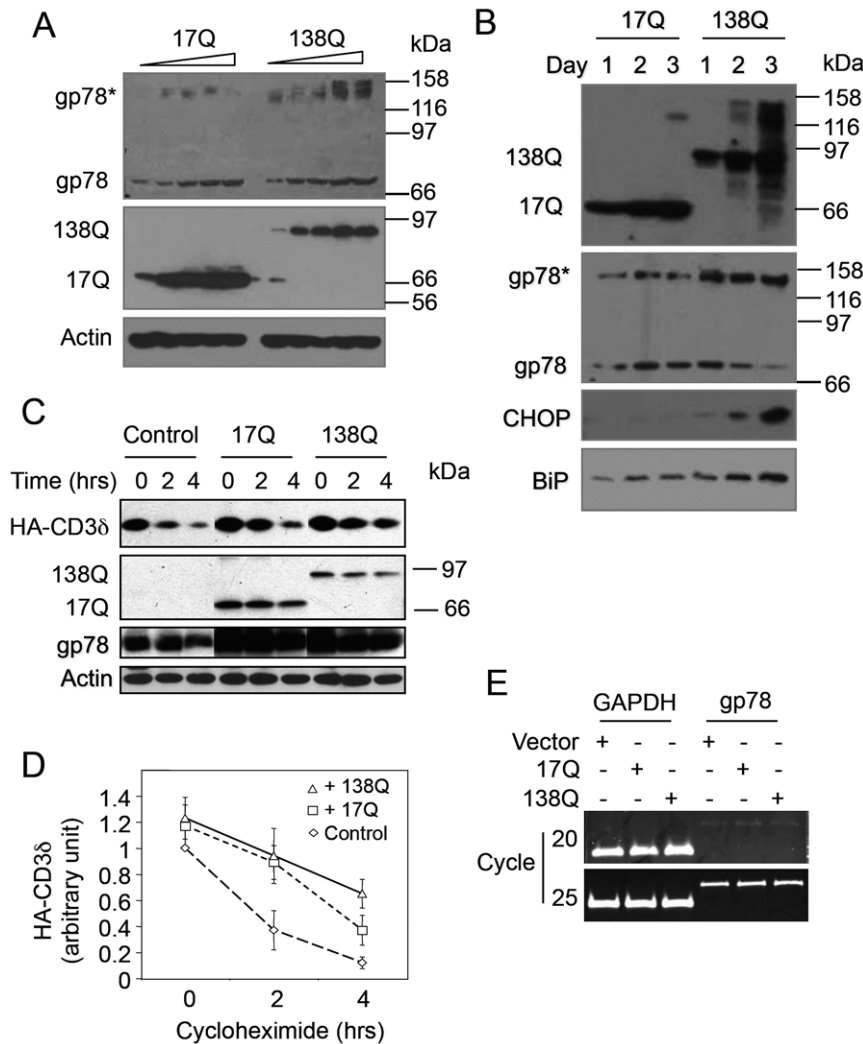 A
17Q 138Q kDa
gp78*
158
116
97
gp78
66
138Q
97
17Q
66
56
Actin
B
17Q 138Q
Day 1 2 3 1 2 3 kDa
158
116
138Q
97
17Q
66
gp78*
158
116
97
gp78
66
CHOP
BiP
C
Control 17Q 138Q
Time (hrs) 0 2 4 0 2 4 0 2 4 kDa
HA-CD3δ
138Q
97
17Q
66
gp78
Actin
D
HA-CD3δ
(arbitrary unit)
1.4
1.2
1
0.8
0.6
0.4
0.2
0
+ 138Q
+ 17Q
Control
0 2 4
Cycloheximide (hrs)
E
GAPDH gp78
Vector + - - + - -
17Q - + - - + -
138Q - - + - - +
Cycle
20
25